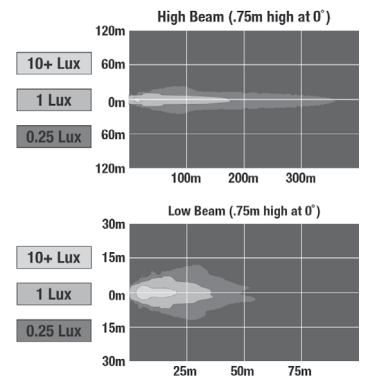 High Beam (.75m high at 0°)
120m
60m
0m
60m
120m
10+ Lux
1 Lux
0.25 Lux
100m 200m 300m
Low Beam (.75m high at 0°)
30m
15m
0m
15m
30m
10+ Lux
1 Lux
0.25 Lux
25m 50m 75m